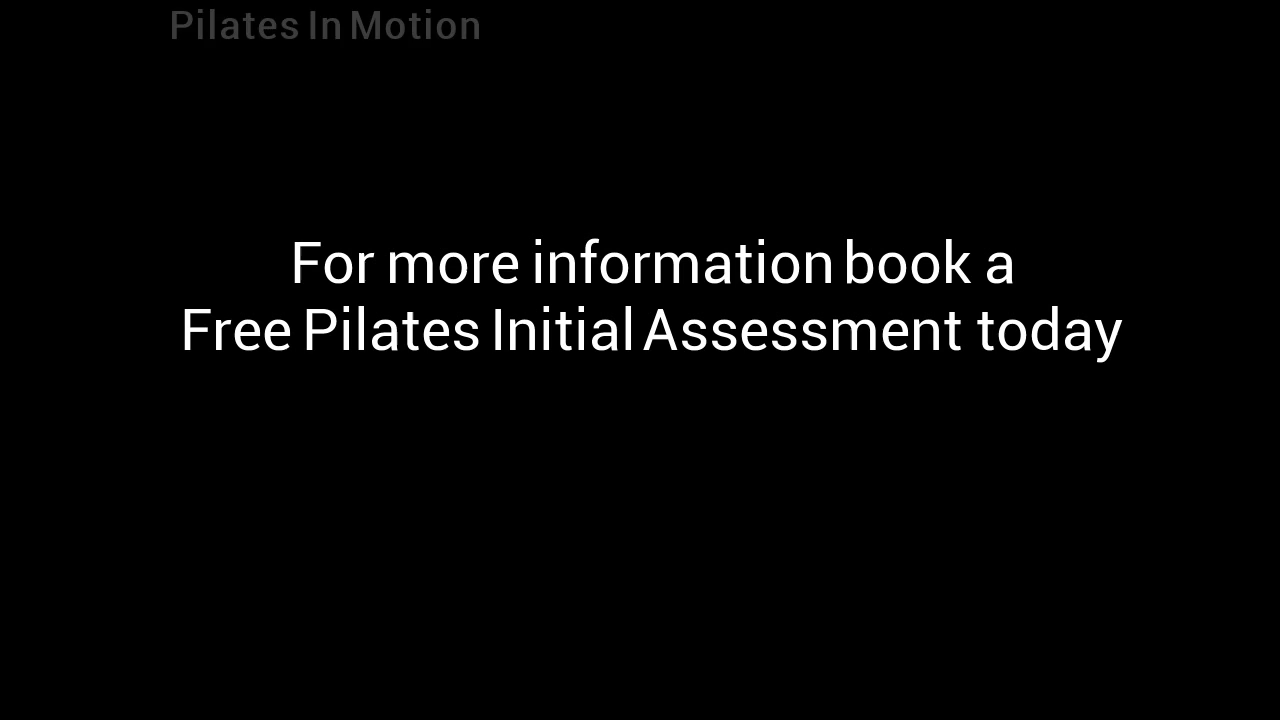 Pilates In Motion
For more information book a
Free Pilates Initial Assessment today